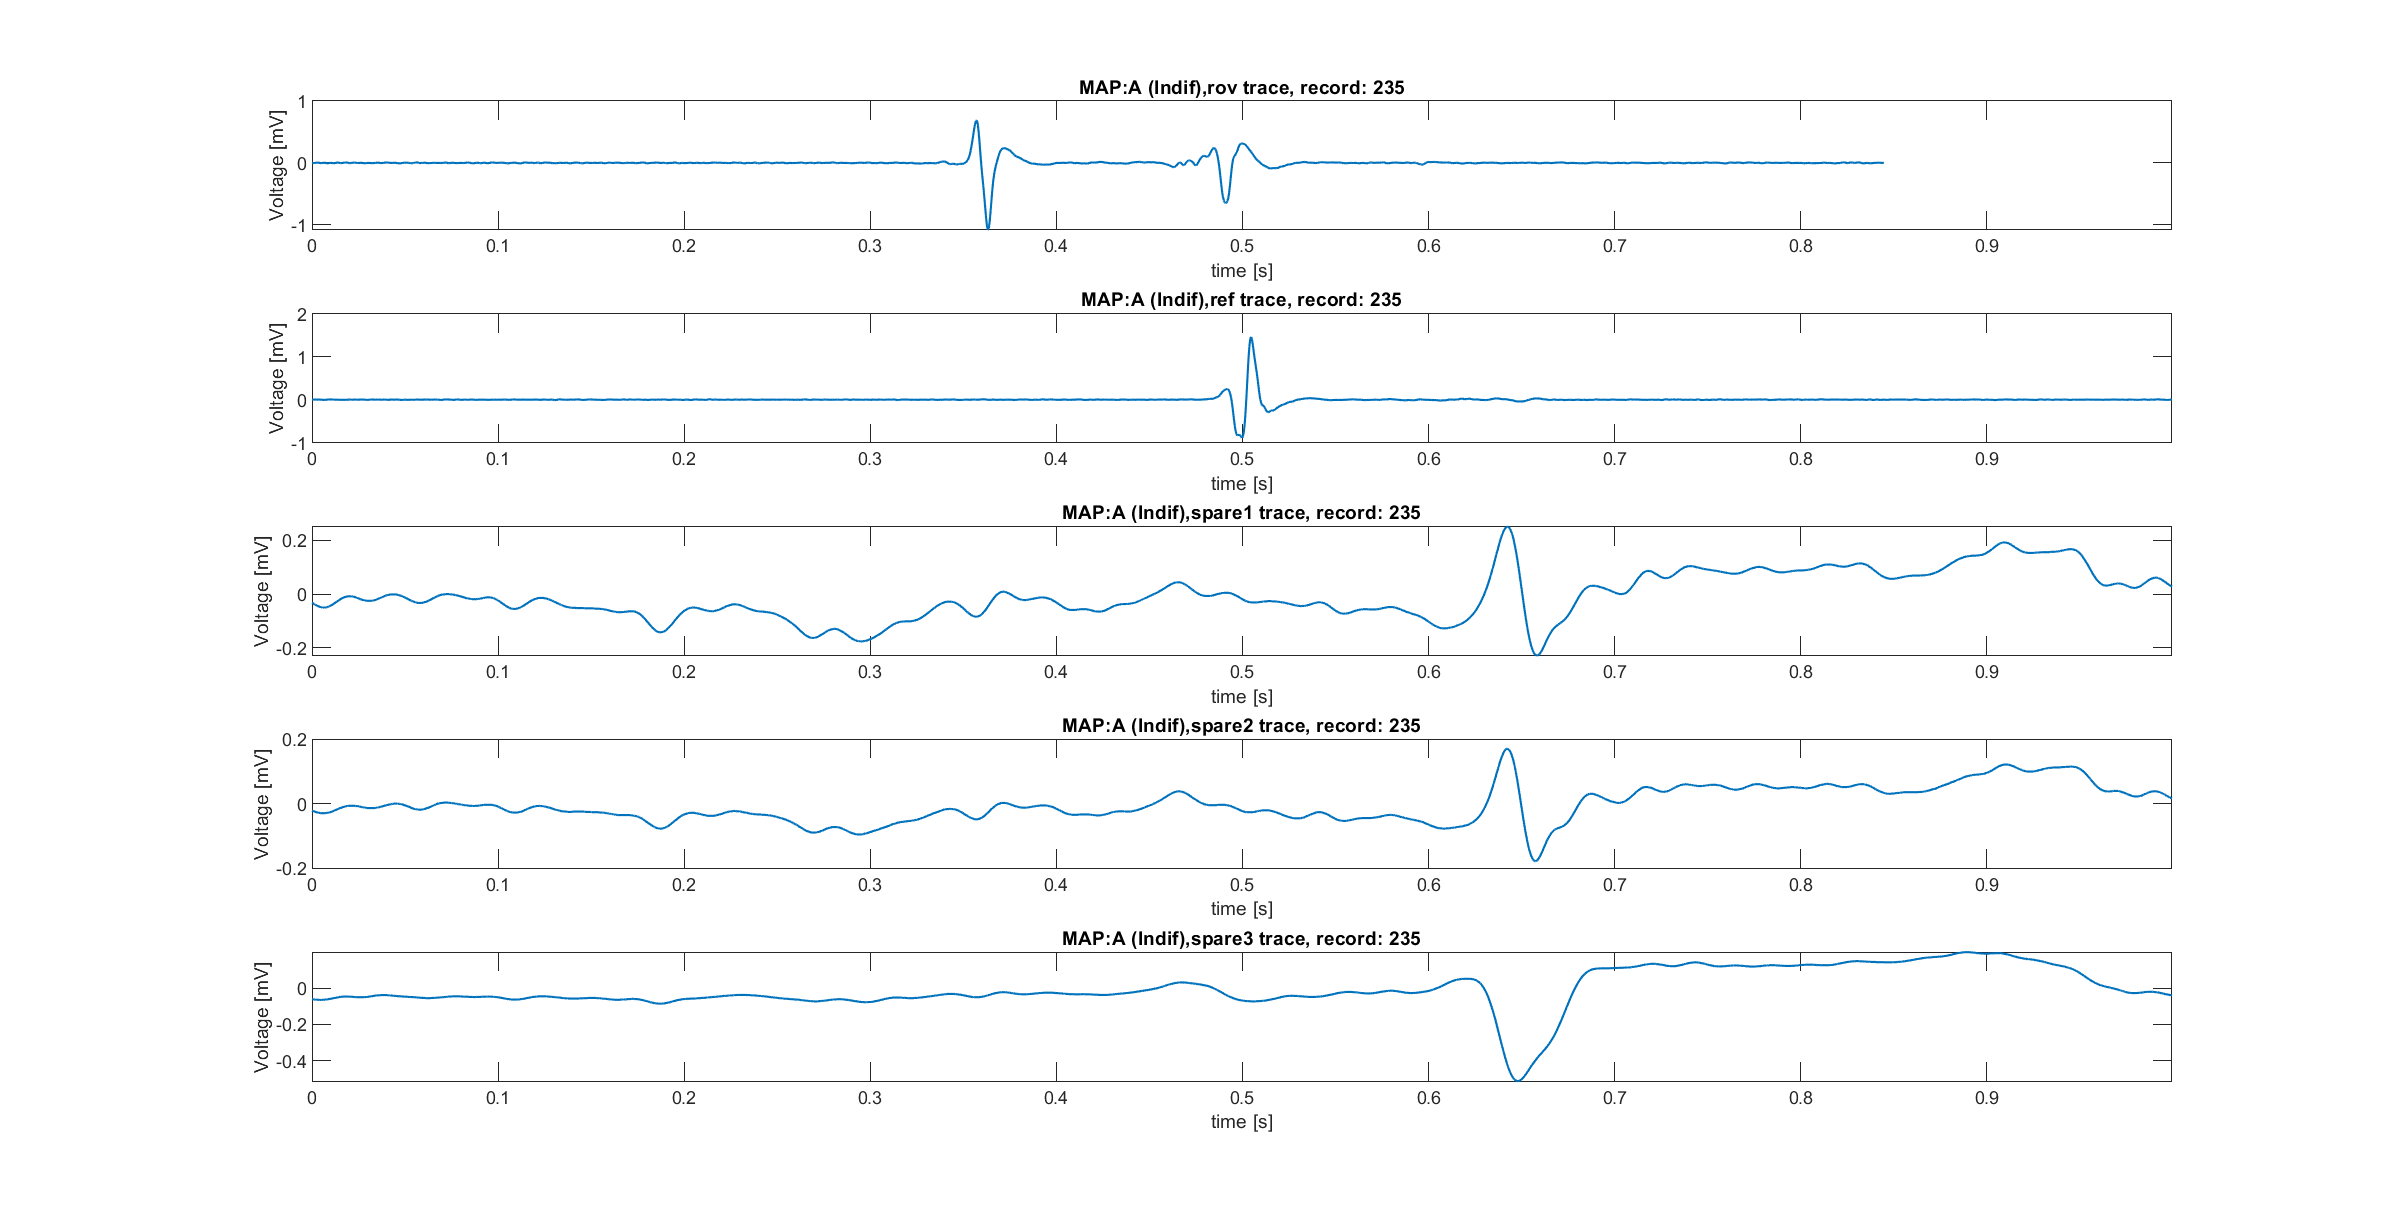 MAP:A (Indif),rov trace, record: 235
Voltage [mV]
1
0
-1
0 0.1 0.2 0.3 0.4 0.5 0.6 0.7 0.8 0.9
time [s]
MAP:A (Indif),ref trace, record: 235
Voltage [mV]
2
1
0
-1
0 0.1 0.2 0.3 0.4 0.5 0.6 0.7 0.8 0.9
time [s]
MAP:A (Indif),spare1 trace, record: 235
Voltage [mV]
0.2
0
-0.2
0 0.1 0.2 0.3 0.4 0.5 0.6 0.7 0.8 0.9
time [s]
MAP:A (Indif),spare2 trace, record: 235
Voltage [mV]
0.2
0
-0.2
0 0.1 0.2 0.3 0.4 0.5 0.6 0.7 0.8 0.9
time [s]
MAP:A (Indif),spare3 trace, record: 235
Voltage [mV]
0
-0.2
-0.4
0 0.1 0.2 0.3 0.4 0.5 0.6 0.7 0.8 0.9
time [s]